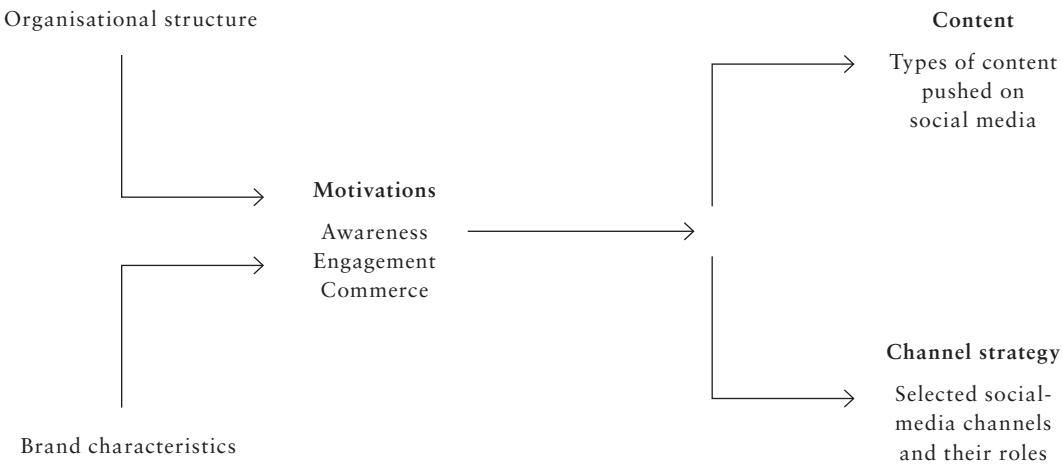 Organisational structure
Brand characteristics
Motivations
Awareness
Engagement
Commerce
Content
Types of content
pushed on
social media
Channel strategy
Selected social-
media channels
and their roles